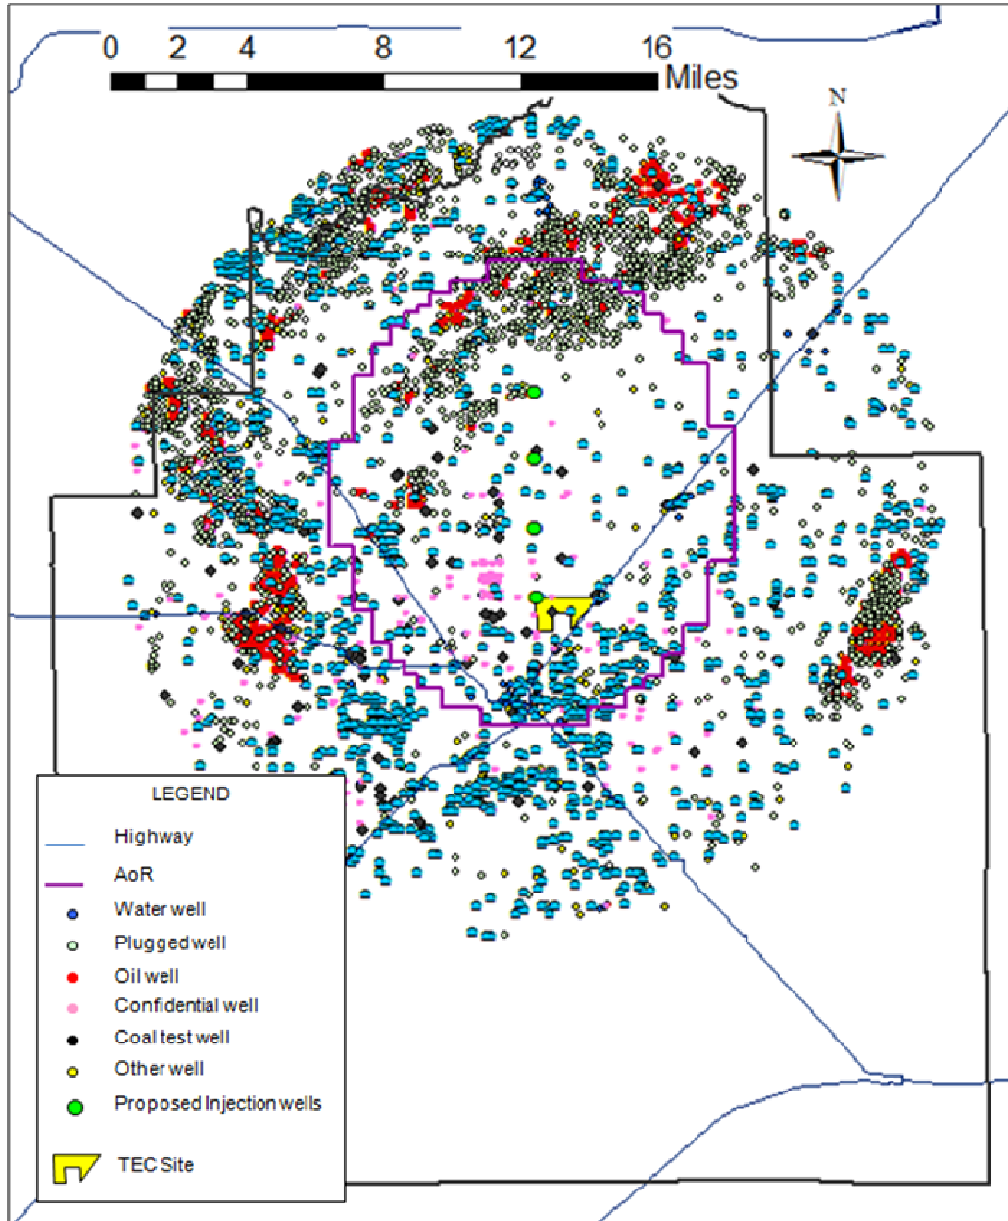 0 2 4 8 12 16
Miles
N
LEGEND
Highway
AoR
Water well
Plugged well
Oil well
Confidential well
Coal test well
Other well
Proposed Injection wells
TEC Site